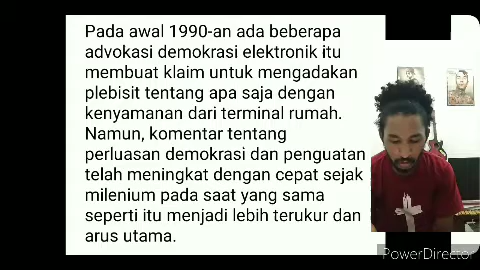 Pada awal 1990-an ada beberapa
advokasi demokrasi elektronik itu
membuat klaim untuk mengadakan
plebisit tentang apa saja dengan
kenyamanan dari terminal rumah.
Namun, komentar tentang
perluasan demokrasi dan penguatan
telah meningkat dengan cepat sejak
milenium pada saat yang sama
seperti itu menjadi lebih terukur dan
arus utama.
PowerDirector